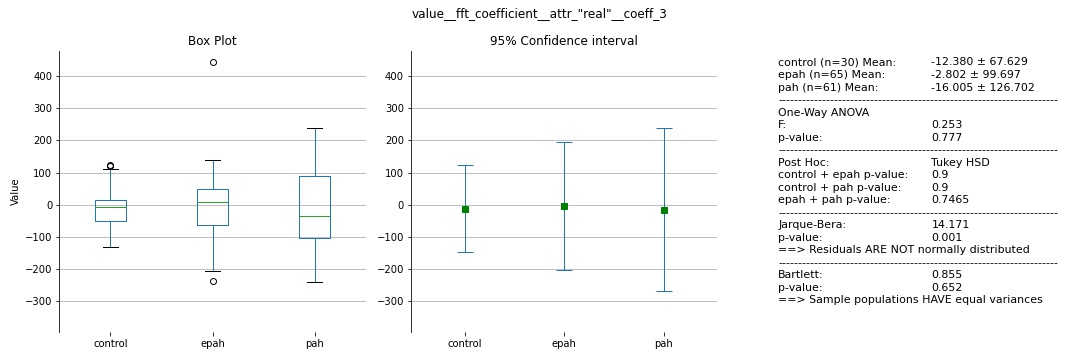 value__fft_coefficient__attr_"real"__coeff_3
Box Plot
400
300
200
100
0
−100
−200
−300
Value
control epah pah
95% Confidence interval
400
300
200
100
0
−100
−200
−300
control epah pah
control (n=30) Mean: -12.380 ± 67.629
epah (n=65) Mean: -2.802 ± 99.697
pah (n=61) Mean: -16.005 ± 126.702
One-Way ANOVA
F: 0.253
p-value: 0.777
Post Hoc: Tukey HSD
control + epah p-value: 0.9
control + pah p-value: 0.9
epah + pah p-value: 0.7465
Jarque-Bera: 14.171
p-value: 0.001
==> Residuals ARE NOT normally distributed
Bartlett: 0.855
p-value: 0.652
==> Sample populations HAVE equal variances